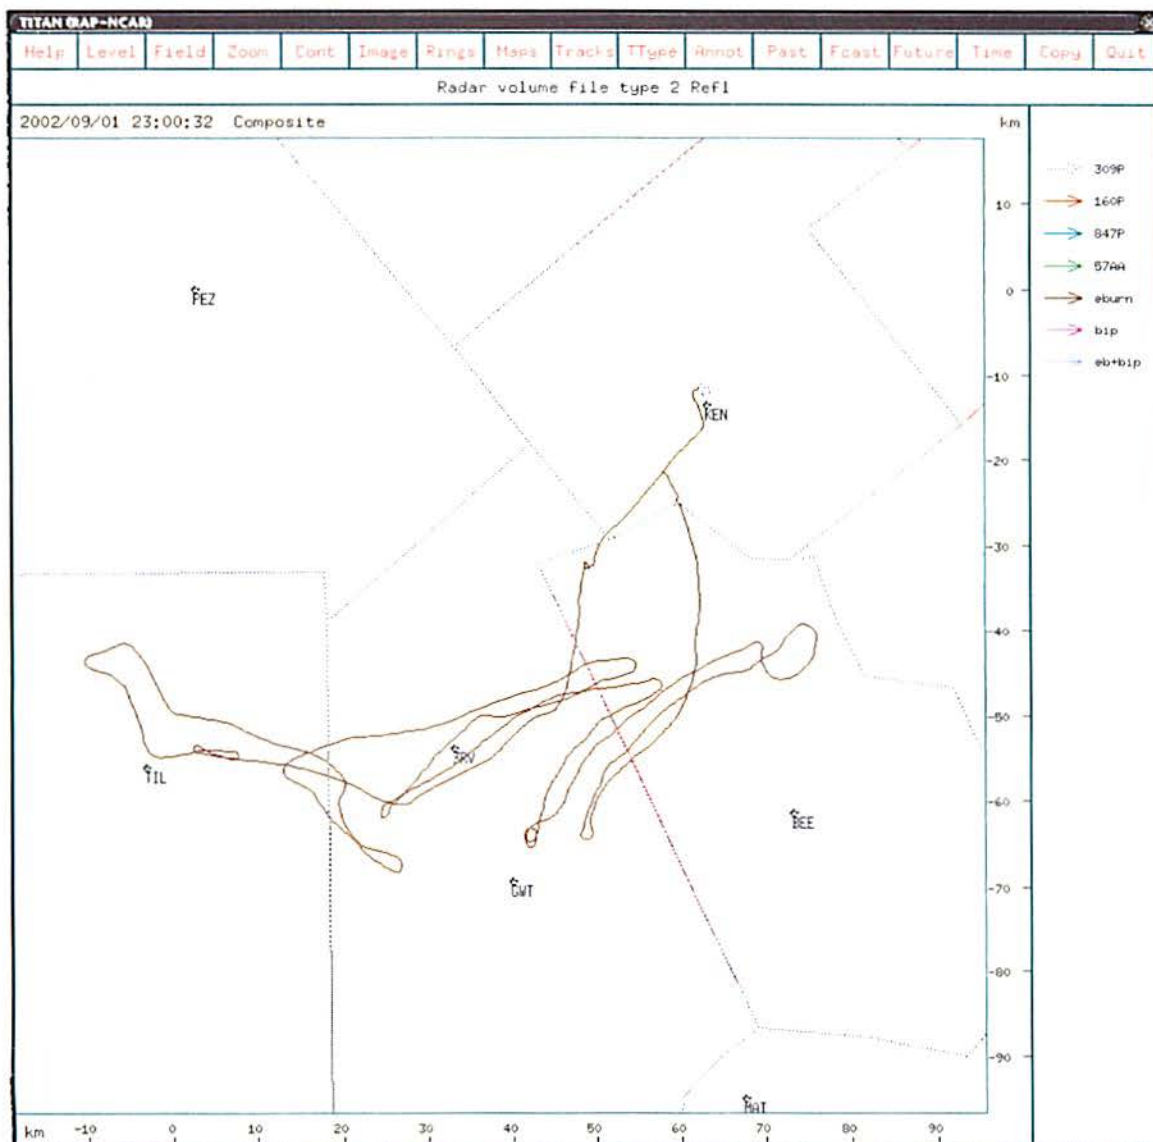 TITAN (RAP-NCAR)
Help Level Field Zoom Cont Image Rings Maps Tracks TType Annot Past Fcast Future Time Copy Quit
Radar volume file type 2 Refl
2002/09/01 23:00:32 Composite
km
309P
160P
847P
57AA
eburn
bip
eb+bip
10
0
-10
-20
-30
-40
-50
-60
-70
-80
-90
PEZ
KEN
SRV
TIL
BEE
GWT
MAT
km -10 0 10 20 30 40 50 60 70 80 90